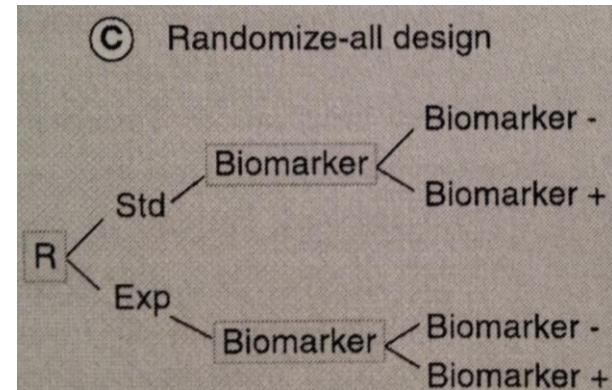 C Randomize-all design
Biomarker -
Biomarker
Biomarker +
Std
R
Exp
Biomarker -
Biomarker
Biomarker +